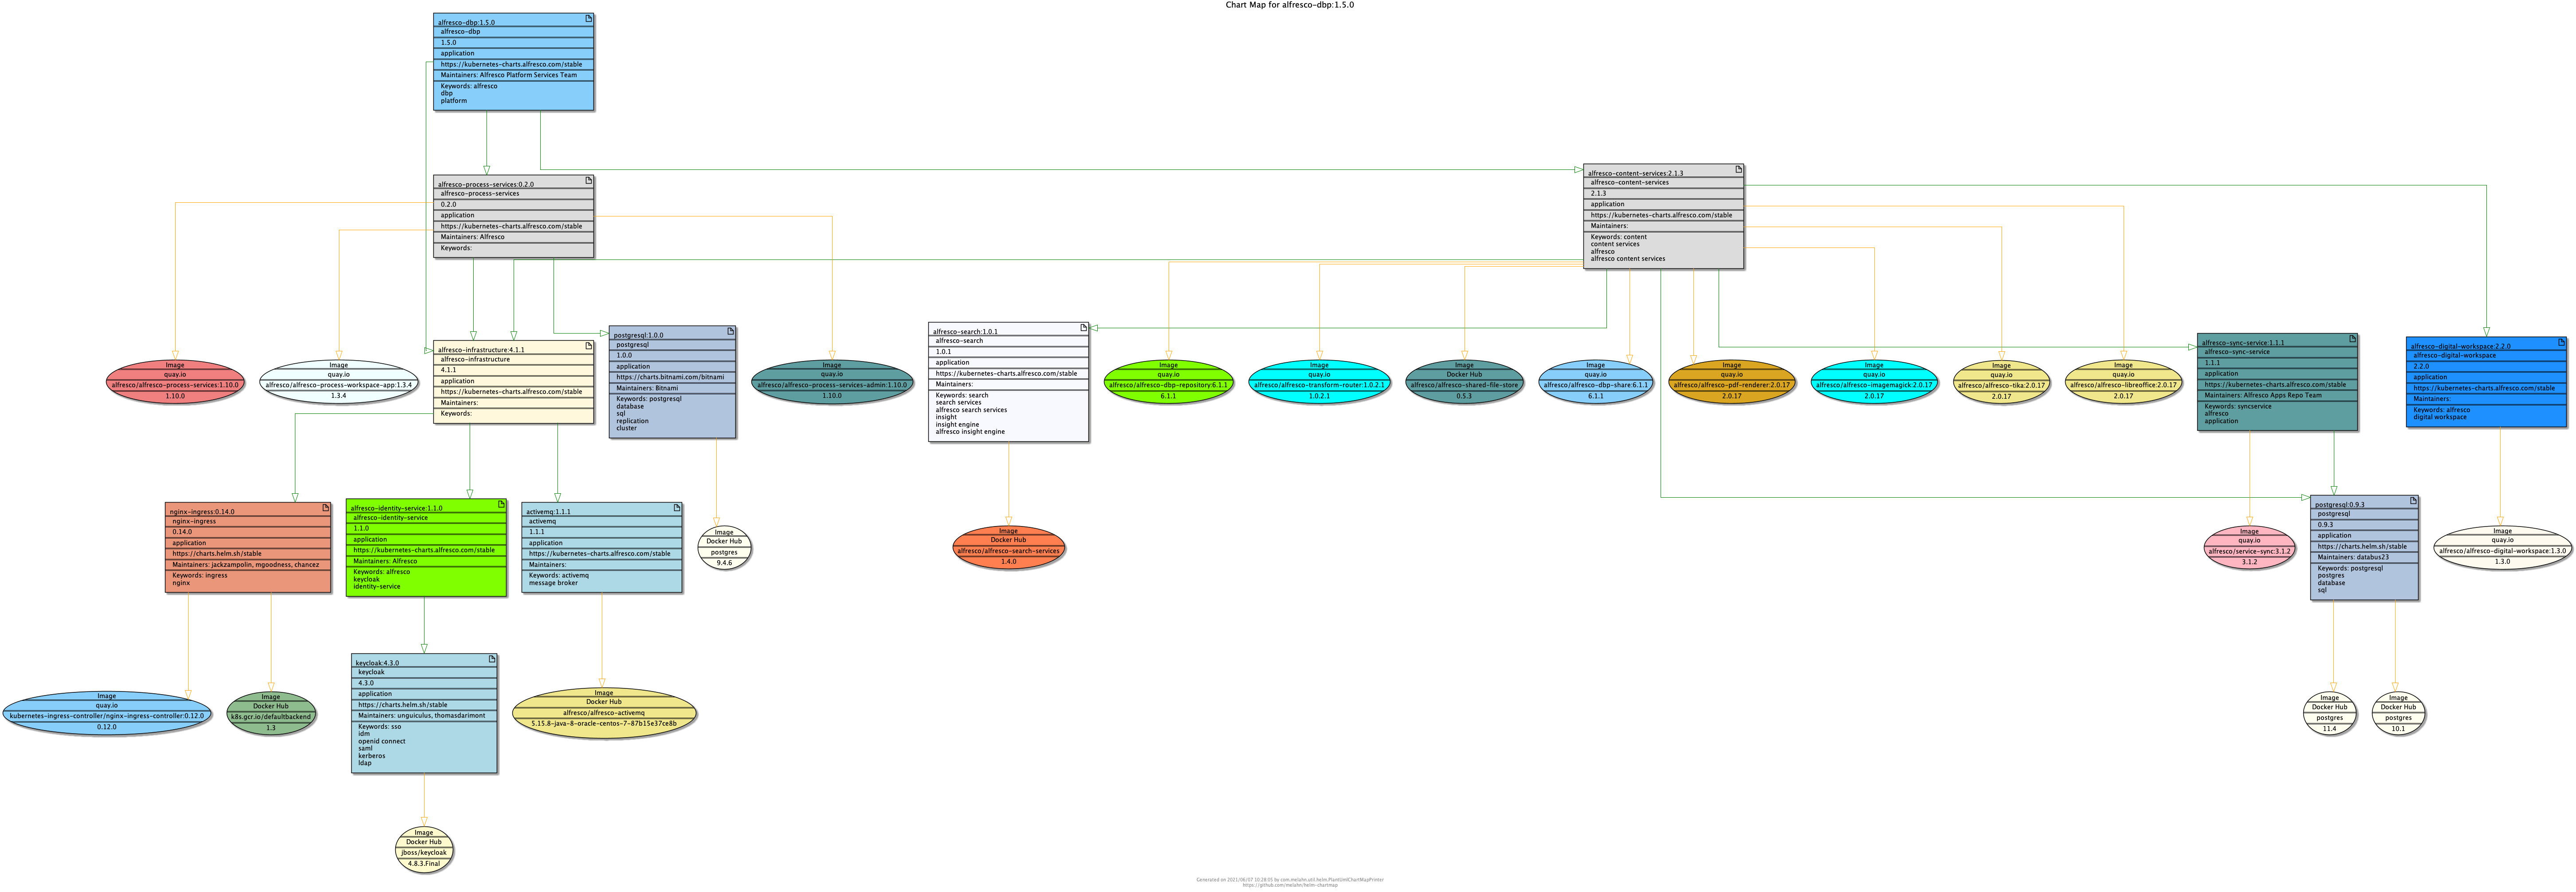 Chart Map for alfresco-dbp:1.5.0
alfresco-dbp:1.5.0
alfresco-dbp
1.5.0
application
https://kubernetes-charts.alfresco.com/stable
Maintainers: Alfresco Platform Services Team
Keywords: alfresco
dbp
platform
alfresco-process-services:0.2.0
alfresco-process-services
0.2.0
application
https://kubernetes-charts.alfresco.com/stable
Maintainers: Alfresco
Keywords:
alfresco-content-services:2.1.3
alfresco-content-services
2.1.3
application
https://kubernetes-charts.alfresco.com/stable
Maintainers:
Keywords: content
content services
alfresco
alfresco content services
Image
quay.io
alfresco/alfresco-process-services:1.10.0
1.10.0
Image
quay.io
alfresco/alfresco-process-workspace-app:1.3.4
1.3.4
alfresco-infrastructure:4.1.1
alfresco-infrastructure
4.1.1
application
https://kubernetes-charts.alfresco.com/stable
Maintainers:
Keywords:
postgresql:1.0.0
postgresql
1.0.0
application
https://charts.bitnami.com/bitnami
Maintainers: Bitnami
Keywords: postgresql
database
sql
replication
cluster
Image
quay.io
alfresco/alfresco-process-services-admin:1.10.0
1.10.0
alfresco-search:1.0.1
alfresco-search
1.0.1
application
https://kubernetes-charts.alfresco.com/stable
Maintainers:
Keywords: search
search services
alfresco search services
insight
insight engine
alfresco insight engine
Image
quay.io
alfresco/alfresco-dbp-repository:6.1.1
6.1.1
Image
quay.io
alfresco/alfresco-transform-router:1.0.2.1
1.0.2.1
Image
Docker Hub
alfresco/alfresco-shared-file-store
0.5.3
Image
quay.io
alfresco/alfresco-dbp-share:6.1.1
6.1.1
Image
quay.io
alfresco/alfresco-pdf-renderer:2.0.17
2.0.17
Image
quay.io
alfresco/alfresco-imagemagick:2.0.17
2.0.17
Image
quay.io
alfresco/alfresco-tika:2.0.17
2.0.17
Image
quay.io
alfresco/alfresco-libreoffice:2.0.17
2.0.17
alfresco-sync-service:1.1.1
alfresco-sync-service
1.1.1
application
https://kubernetes-charts.alfresco.com/stable
Maintainers: Alfresco Apps Repo Team
Keywords: syncservice
alfresco
application
alfresco-digital-workspace:2.2.0
alfresco-digital-workspace
2.2.0
application
https://kubernetes-charts.alfresco.com/stable
Maintainers:
Keywords: alfresco
digital workspace
nginx-ingress:0.14.0
nginx-ingress
0.14.0
application
https://charts.helm.sh/stable
Maintainers: jackzampolin, mgoodness, chancez
Keywords: ingress
nginx
alfresco-identity-service:1.1.0
alfresco-identity-service
1.1.0
application
https://kubernetes-charts.alfresco.com/stable
Maintainers: Alfresco
Keywords: alfresco
keycloak
identity-service
activemq:1.1.1
activemq
1.1.1
application
https://kubernetes-charts.alfresco.com/stable
Maintainers:
Keywords: activemq
message broker
Image
Docker Hub
postgres
9.4.6
Image
Docker Hub
alfresco/alfresco-search-services
1.4.0
Image
quay.io
alfresco/service-sync:3.1.2
3.1.2
postgresql:0.9.3
postgresql
0.9.3
application
https://charts.helm.sh/stable
Maintainers: databus23
Keywords: postgresql
postgres
database
sql
Image
quay.io
alfresco/alfresco-digital-workspace:1.3.0
1.3.0
Image
quay.io
kubernetes-ingress-controller/nginx-ingress-controller:0.12.0
0.12.0
Image
Docker Hub
k8s.gcr.io/defaultbackend
1.3
keycloak:4.3.0
keycloak
4.3.0
application
https://charts.helm.sh/stable
Maintainers: unguiculus, thomasdarimont
Keywords: sso
idm
openid connect
saml
kerberos
ldap
Image
Docker Hub
alfresco/alfresco-activemq
5.15.8-java-8-oracle-centos-7-87b15e37ce8b
Image
Docker Hub
postgres
11.4
Image
Docker Hub
postgres
10.1
Image
Docker Hub
jboss/keycloak
4.8.3.Final
Generated on 2021/06/07 10:28:05 by com.melahn.util.helm.PlantUmlChartMapPrinter
https://github.com/melahn/helm-chartmap